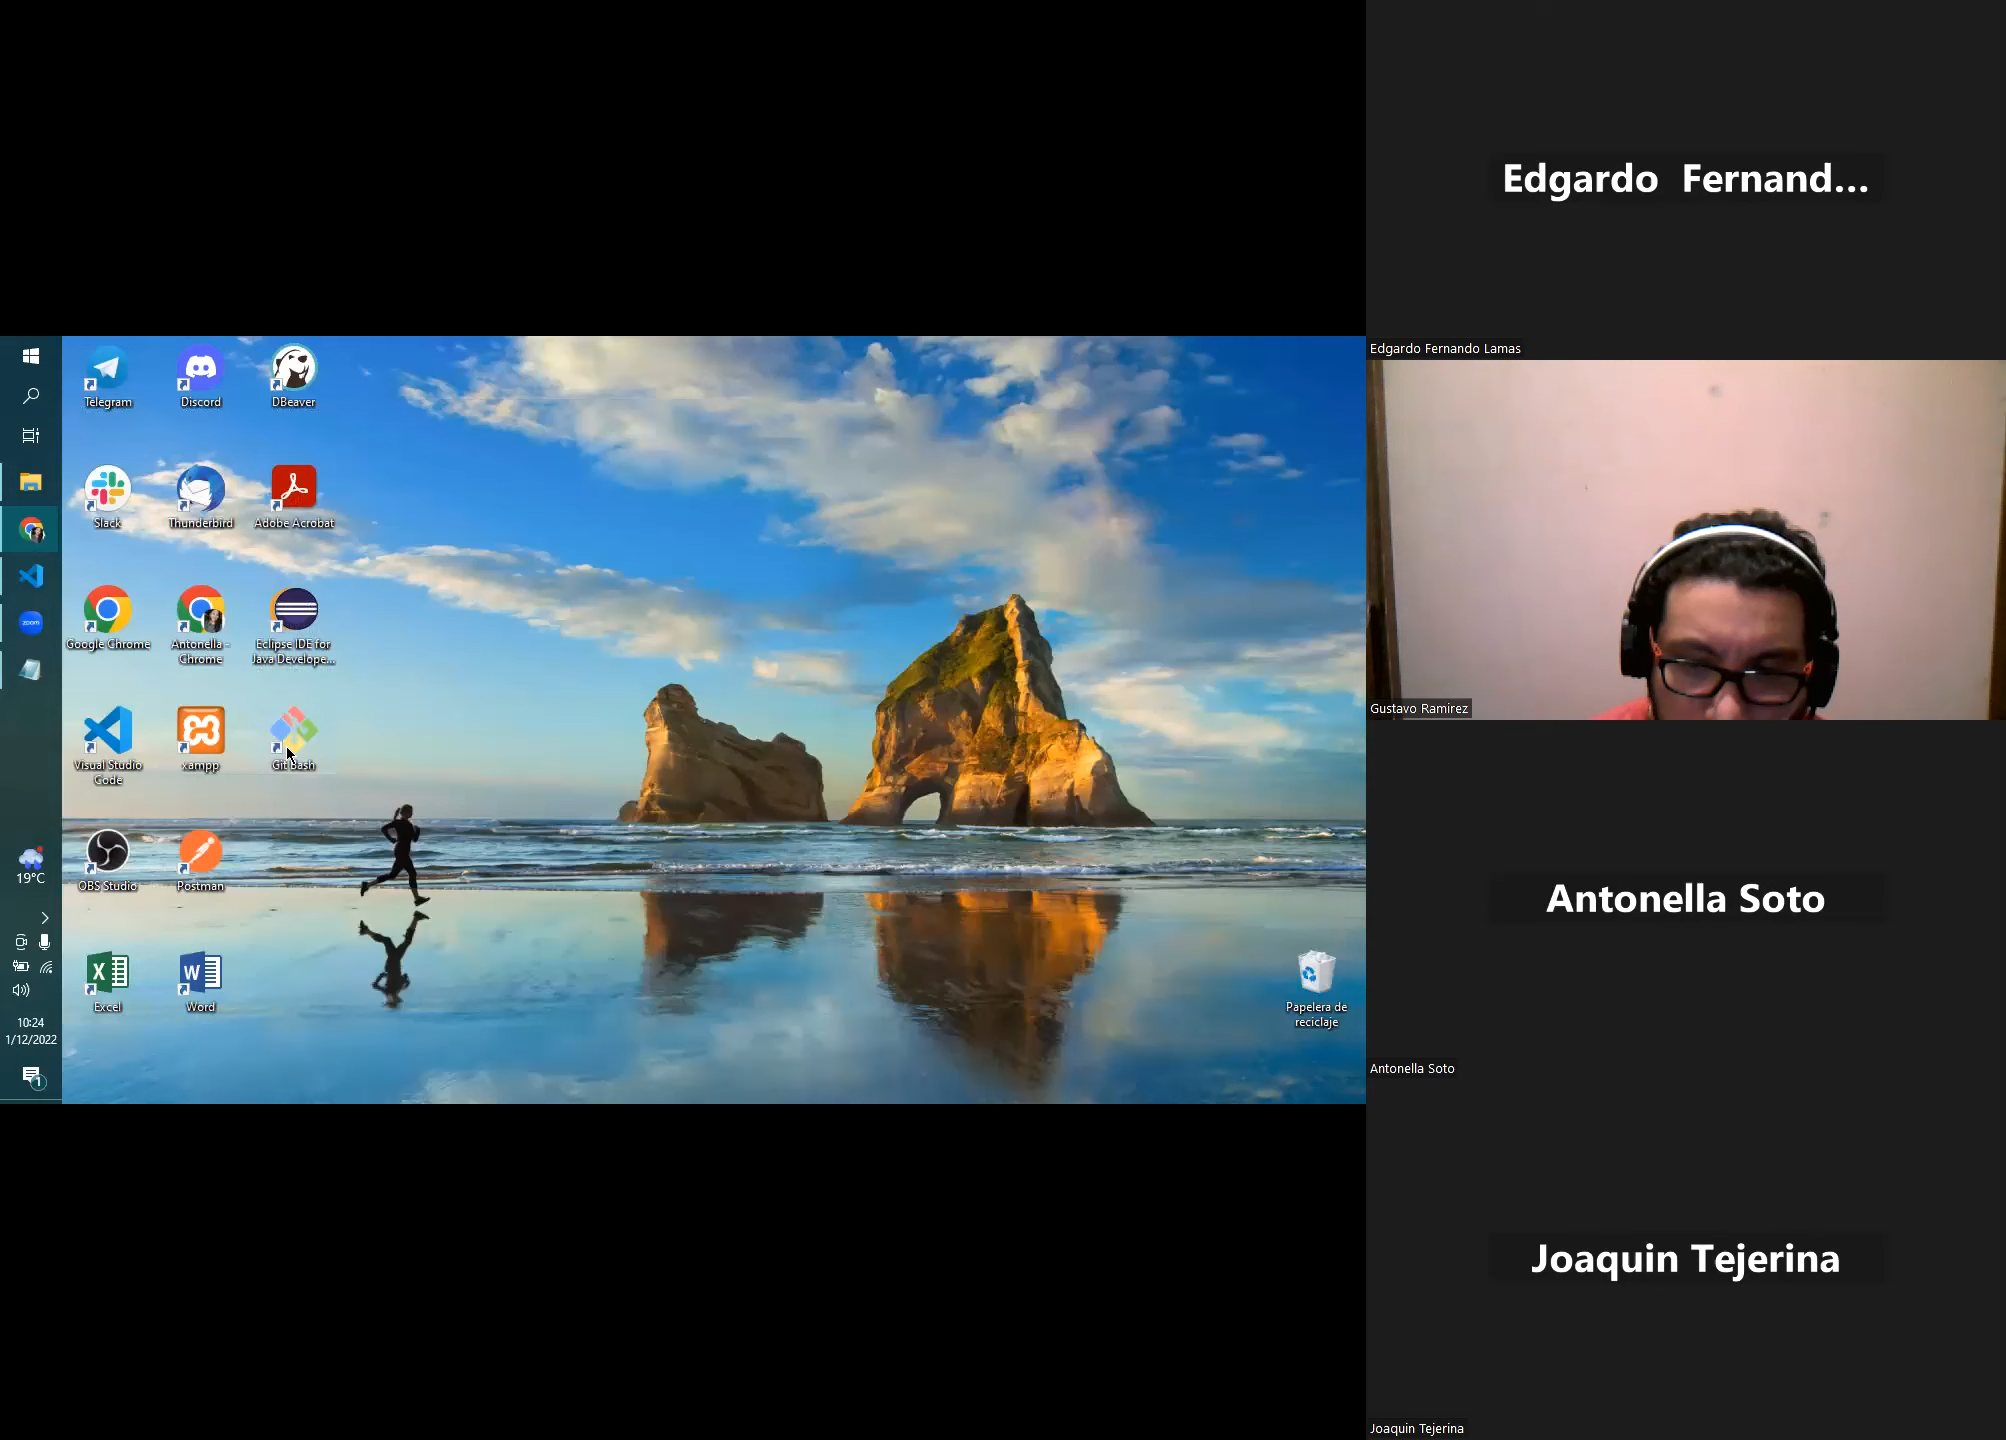 Telegram
Discord
DBeaver
Slack
Thunderbird
Adobe Acrobat
Google Chrome
Antonella -
Chrome
Eclipse IDE for
Java Develope...
Visual Studio
Code
xampp
Git Bash
OBS Studio
Postman
Excel
Word
Papelera de
reciclaje
zoom
19°C
10:24
1/12/2022
1
Edgardo Fernand...
Edgardo Fernando Lamas
Gustavo Ramirez
Antonella Soto
Antonella Soto
Joaquin Tejerina
Joaquin Tejerina